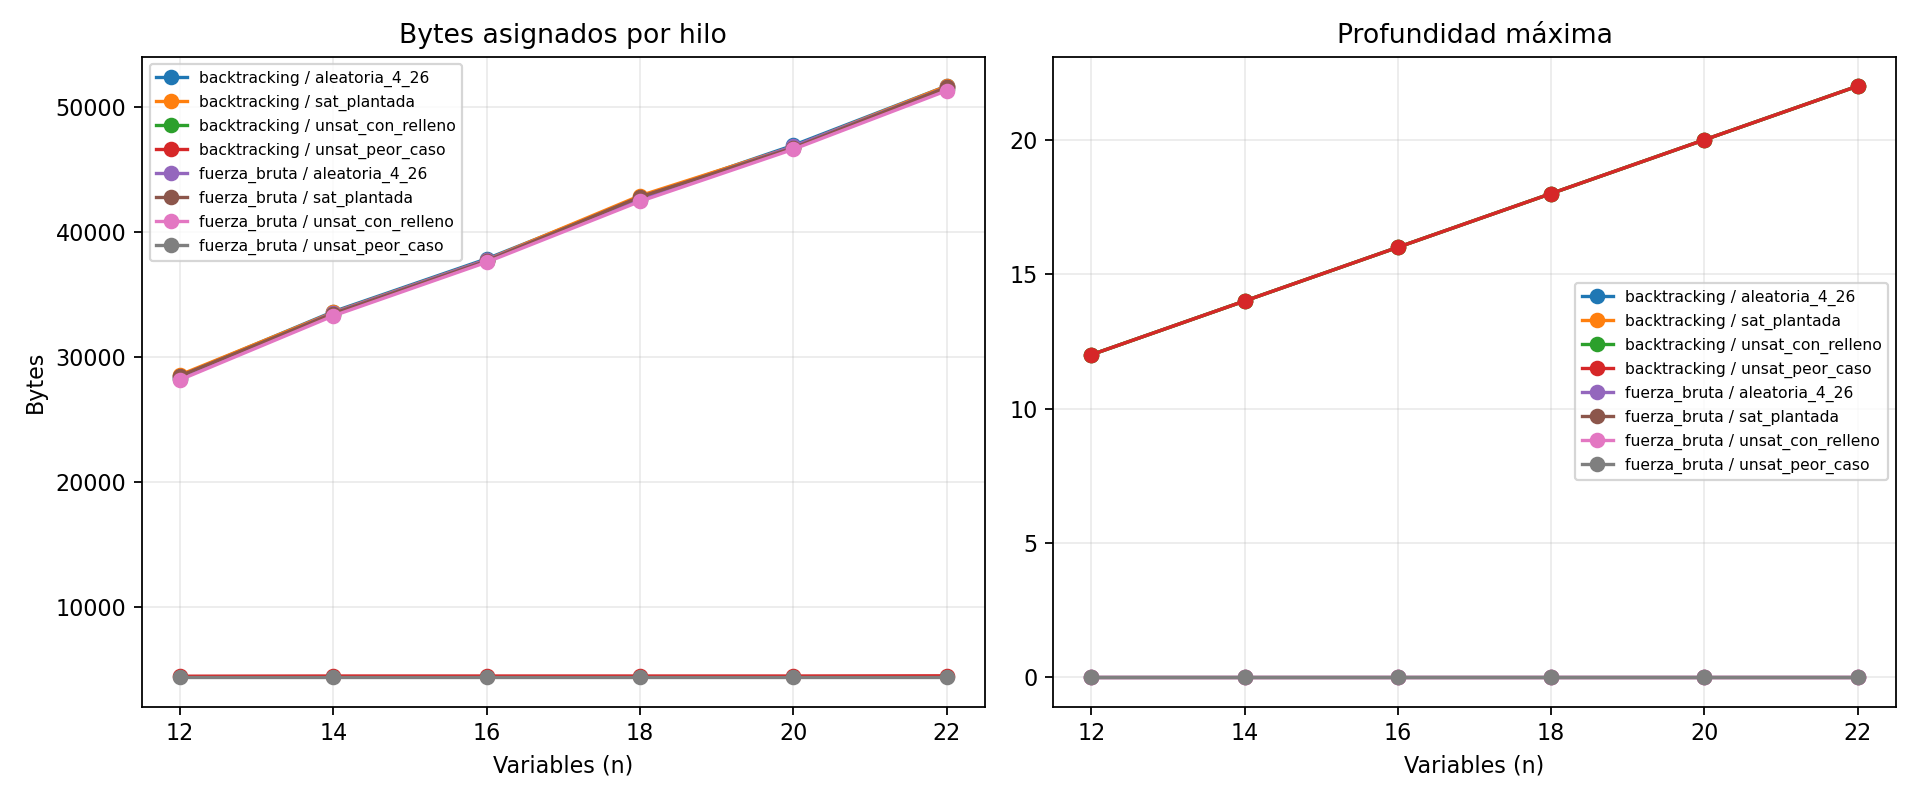 Bytes asignados por hilo
backtracking / aleatoria_4_26
backtracking / sat_plantada
backtracking / unsat_con_relleno
backtracking / unsat_peor_caso
fuerza_bruta / aleatoria_4_26
fuerza_bruta / sat_plantada
fuerza_bruta / unsat_con_relleno
fuerza_bruta / unsat_peor_caso
50000
40000
30000
20000
10000
Bytes
12 14 16 18 20 22
Variables (n)
Profundidad máxima
20
15
10
5
0
backtracking / aleatoria_4_26
backtracking / sat_plantada
backtracking / unsat_con_relleno
backtracking / unsat_peor_caso
fuerza_bruta / aleatoria_4_26
fuerza_bruta / sat_plantada
fuerza_bruta / unsat_con_relleno
fuerza_bruta / unsat_peor_caso
12 14 16 18 20 22
Variables (n)